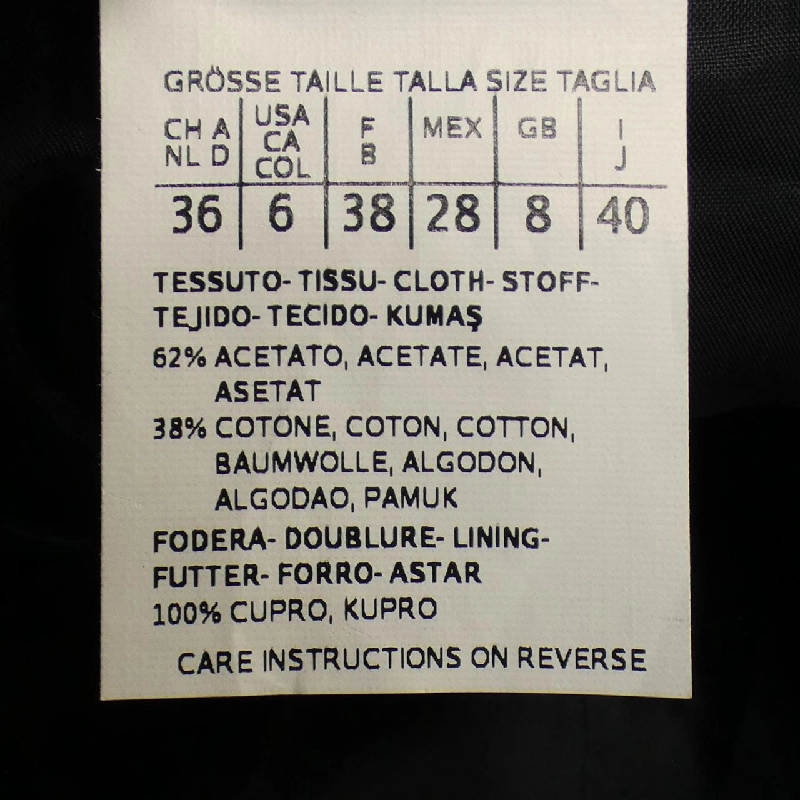 GRÖSSE TAILLE TALLA SIZE TAGLIA
CH A USA F MEX GB I
NL D CA B J
COL
36 6 38 28 8 40
TESSUTO- TISSU- CLOTH- STOFF-
TEJIDO- TECIDO- KUMAŞ
62% ACETATO, ACETATE, ACETAT,
ASETAT
38% COTONE, COTON, COTTON,
BAUMWOLLE, ALGODON,
ALGODAO, PAMUK
FODERA- DOUBLURE- LINING-
FUTTER- FORRO- ASTAR
100% CUPRO, KUPRO
CARE INSTRUCTIONS ON REVERSE